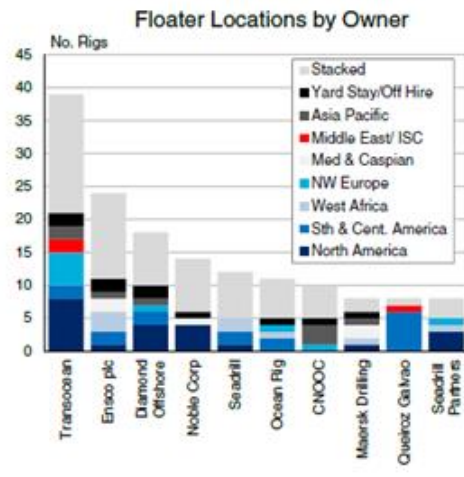 Floater Locations by Owner
No. Rigs
45
40
35
30
25
20
15
10
5
0
Stacked
Yard Stay/Off Hire
Asia Pacific
Middle East/ ISC
Med & Caspian
NW Europe
West Africa
Sth & Cent. America
North America
Transocean
Ensco plc
Diamond
Offshore
Noble Corp
Seadrill
Ocean Rig
CNOOC
Maersk Drilling
Queiroz Galvao
Seadrill
Partners